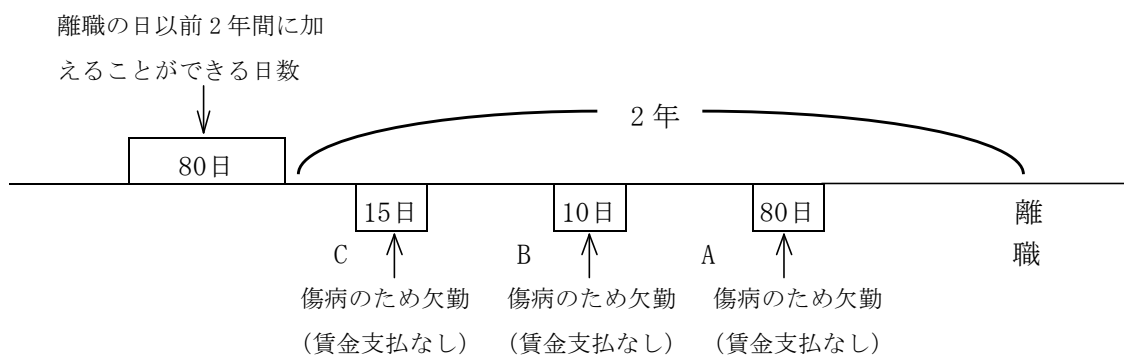 離職の日以前２年間に加
えることができる日数
２年
80日
15日
10日
80日
離
職
C
B
A
傷病のため欠勤
（賃金支払なし）
傷病のため欠勤
（賃金支払なし）
傷病のため欠勤
（賃金支払なし）